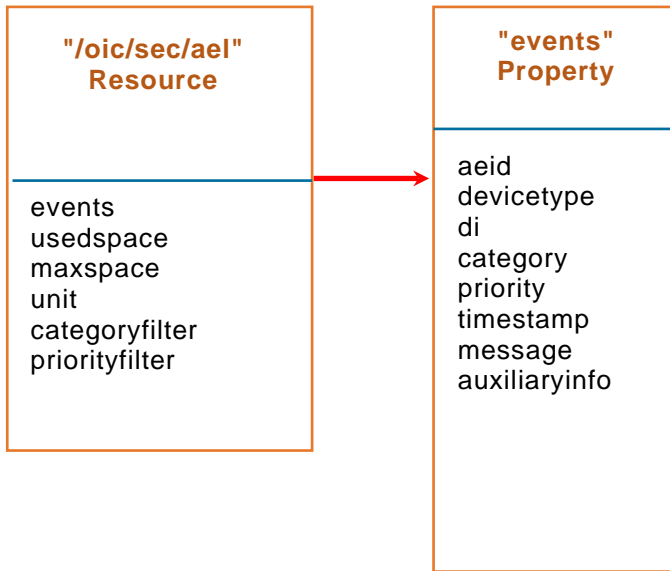 "/oic/sec/ael"
Resource
events
usedspace
maxspace
unit
categoryfilter
priorityfilter
"events"
Property
aeid
devicetype
di
category
priority
timestamp
message
auxiliaryinfo